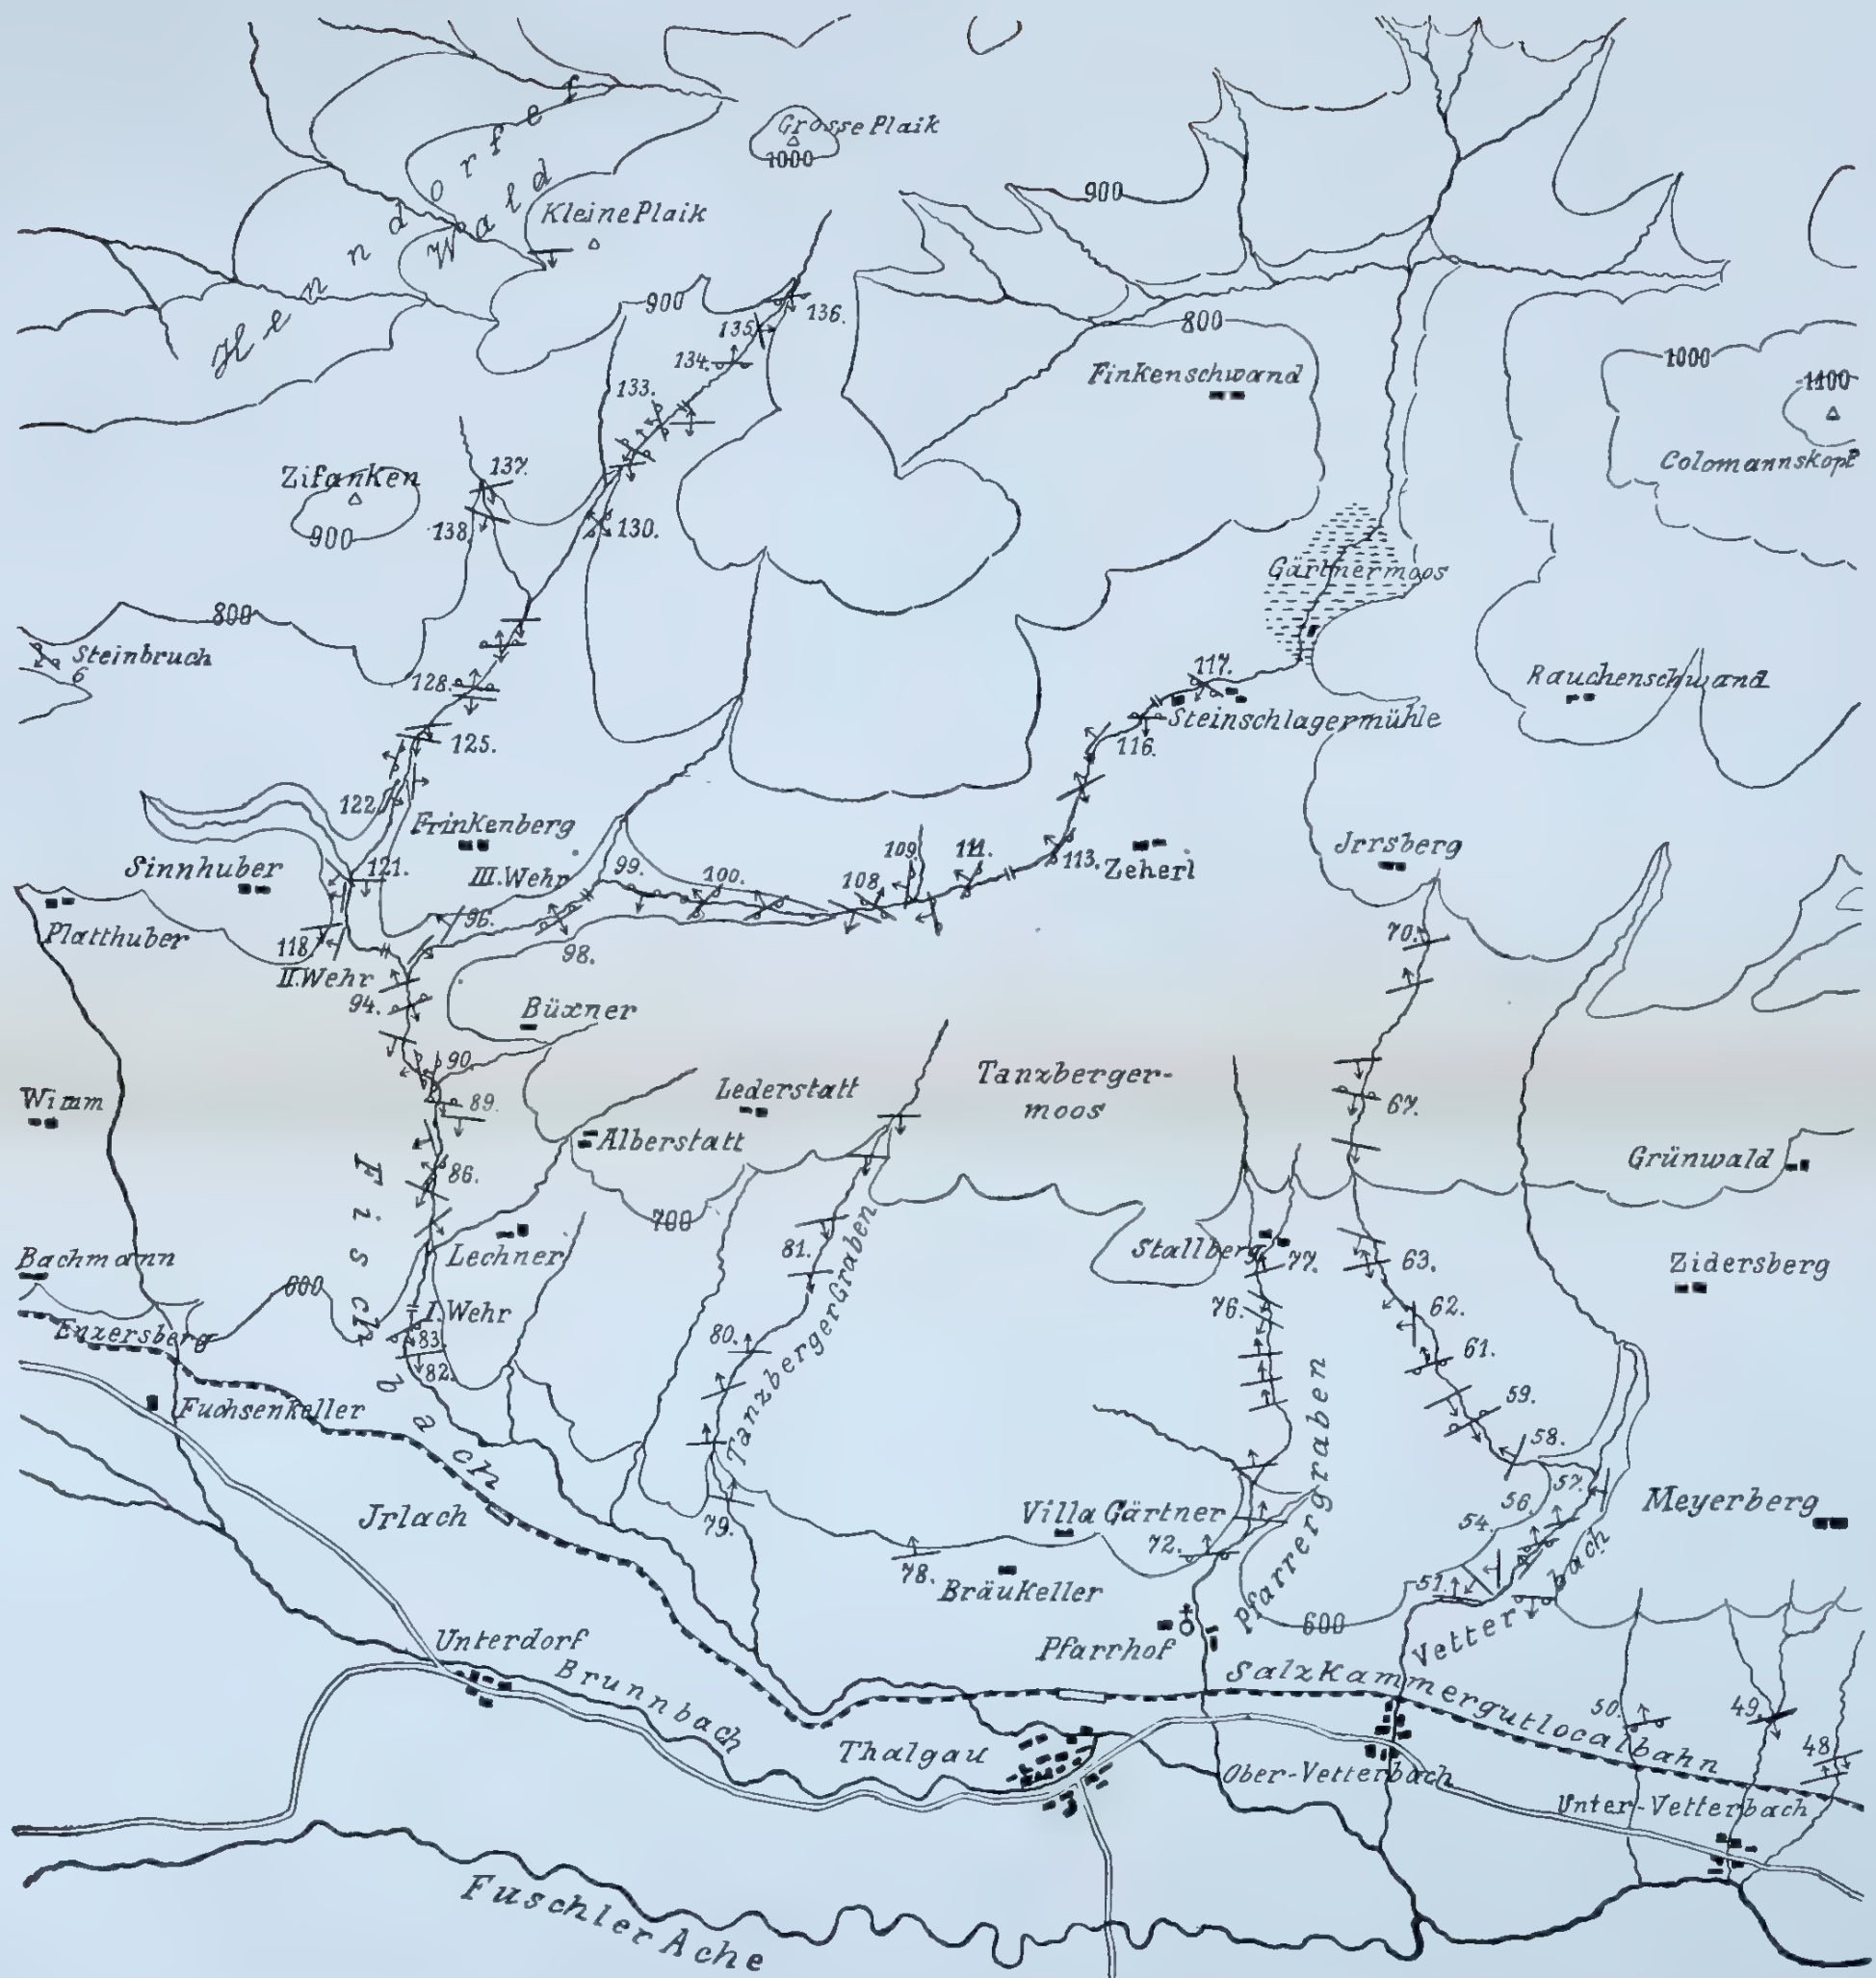 Grosse Plaik
1000
Henndorfer
Wald
Kleine Plaik
900
900
136.
135.
134.
800
Finkenschwand
1000
1100
Colomannskopf
133.
Zifanken
900
137.
138.
130.
Gärtnermoos
800
Steinbruch
6
128.
117.
Steinschlagermühle
116.
Rauchenschwand
125.
122.
Frinkenberg
Sinnhuber
121.
III.Wehr
99.
100.
108.
109.
111.
113.
Zeherl
Jrrsberg
Platthuber
118.
96.
98.
II.Wehr
94.
70.
Büxner
90.
89.
Wimm
Lederstatt
Tanzberger-
moos
67.
Alberstatt
86.
Grünwald
Fischbach
700
Bachmann
600
Lechner
81.
Stallberg
77.
63.
Zidersberg
Enzersberg
I.Wehr
83.
82.
80.
TanzbergerGraben
76.
62.
61.
Fuchsenkeller
59.
58.
57.
56.
54.
Jrlach
79.
78.
Villa Gärtner
72.
Bräukeller
Pfarrergraben
51.
Vetterbach
Meyerberg
600
Pfarrhof
Unterdorf
Brunnbach
Salzkammergutlocalbahn
50.
49.
48
Thalgau
Ober-Vetterbach
Unter-Vetterbach
Fuschler Ache